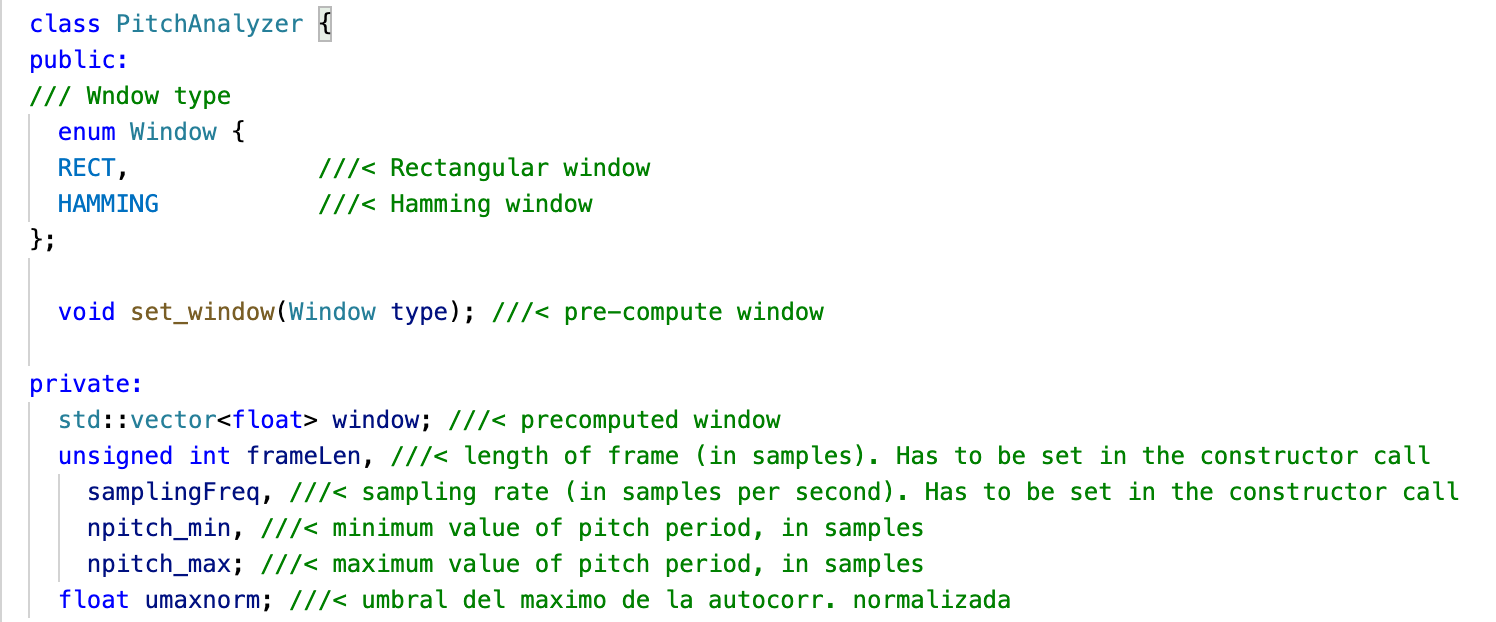 class PitchAnalyzer {
public:
/// Wndow type
enum Window {
RECT, ///< Rectangular window
HAMMING ///< Hamming window
};
void set_window(Window type); ///< pre-compute window
private:
std::vector<float> window; ///< precomputed window
unsigned int frameLen, ///< length of frame (in samples). Has to be set in the constructor call
samplingFreq, ///< sampling rate (in samples per second). Has to be set in the constructor call
npitch_min, ///< minimum value of pitch period, in samples
npitch_max; ///< maximum value of pitch period, in samples
float umaxnorm; ///< umbral del maximo de la autocorr. normalizada